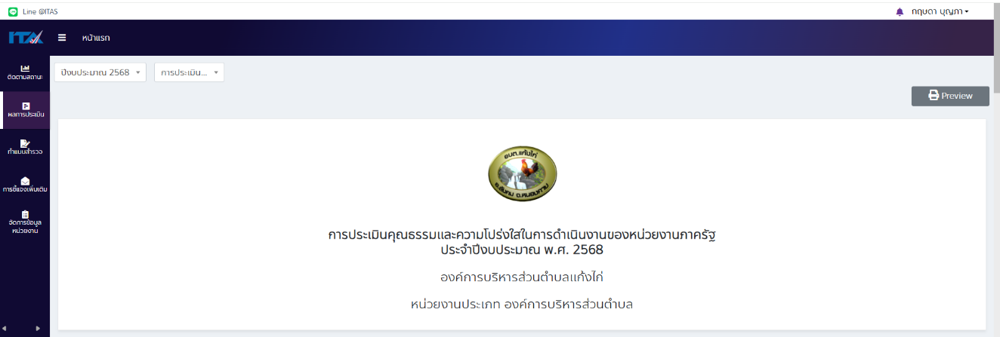 Line @ITAS
กฤษดา บุญภา
ITA
หน้าแรก
ติดตามสถานะ
ปีงบประมาณ 2568
การประเมิน...
Preview
ผลการประเมิน
ทำแบบสำรวจ
การชี้แจงเพิ่มเติม
จัดการข้อมูล
หน่วยงาน
อบต.แก้งไก่
อ.สังคม จ.หนองคาย
การประเมินคุณธรรมและความโปร่งใสในการดำเนินงานของหน่วยงานภาครัฐ
ประจำปีงบประมาณ พ.ศ. 2568
องค์การบริหารส่วนตำบลแก้งไก่
หน่วยงานประเภท องค์การบริหารส่วนตำบล